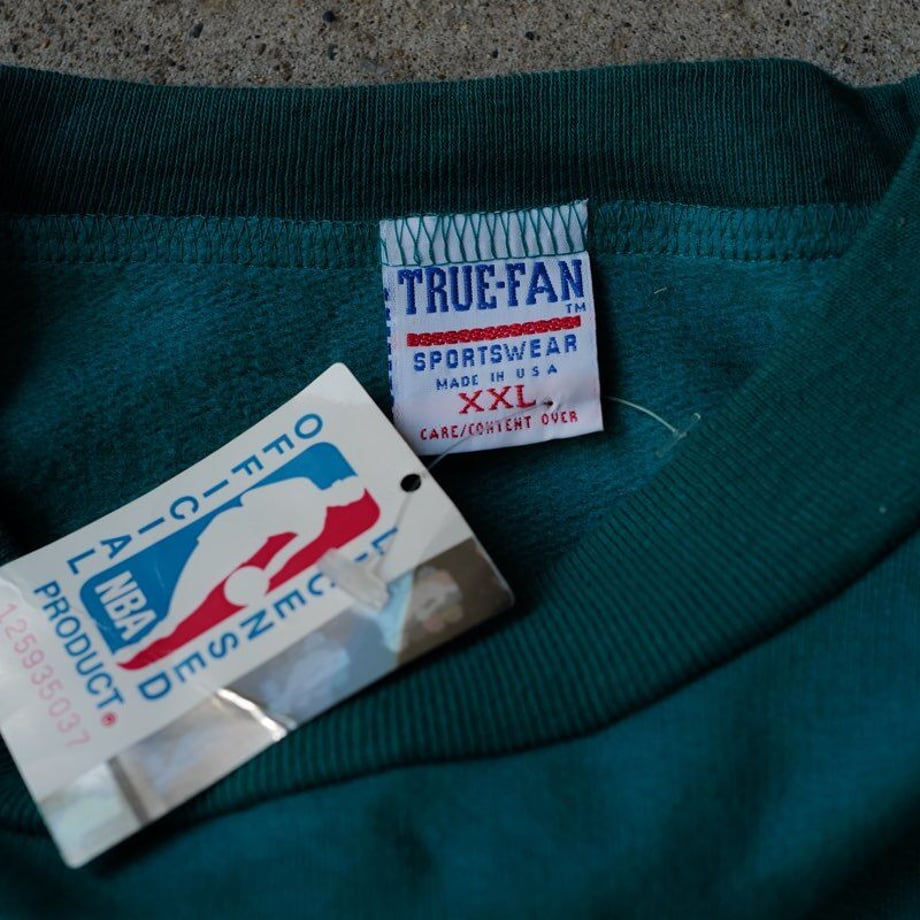 TRUE-FAN
TM
SPORTSWEAR
MADE IN USA
XXL
CARE/CONTENT OVER
OFFICIAL
NBA
LICENSED
PRODUCT
125935037